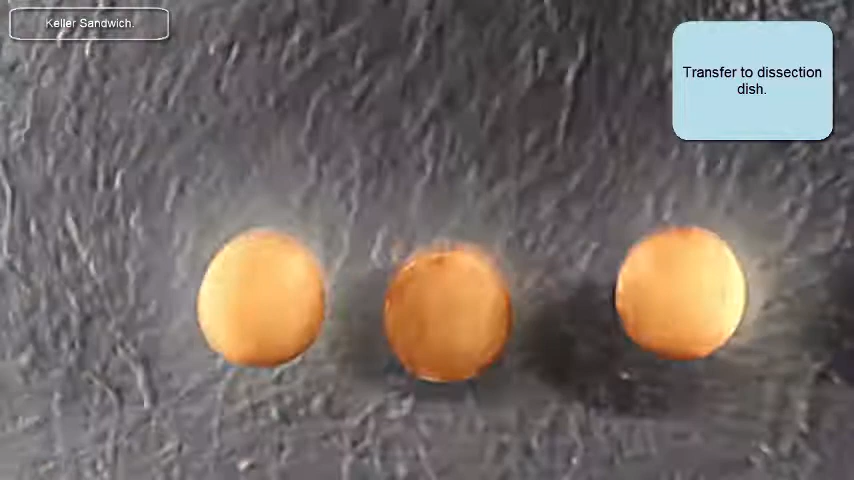 Keller Sandwich.
Transfer to dissection
dish.